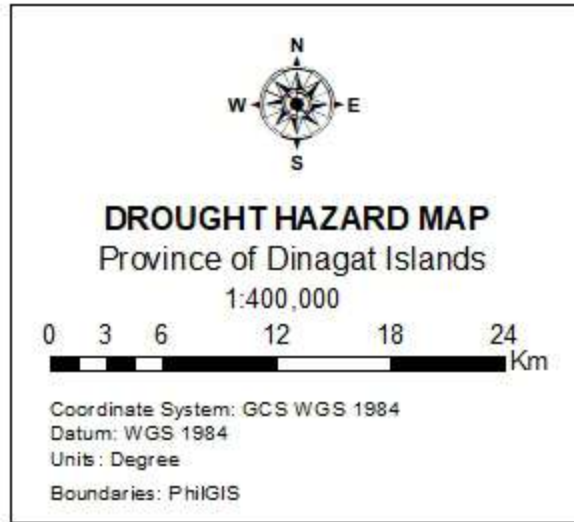 N
W E
S
DROUGHT HAZARD MAP
Province of Dinagat Islands
1:400,000
0 3 6 12 18 24
Km
Coordinate System: GCS WGS 1984
Datum: WGS 1984
Units: Degree
Boundaries: PhilGIS